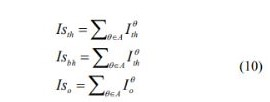 Is_{th} = ∑_{θ∈A} I_{th}^{θ}
Is_{bh} = ∑_{θ∈A} I_{th}^{θ}
(10)
Is_{o} = ∑_{θ∈A} I_{o}^{θ}